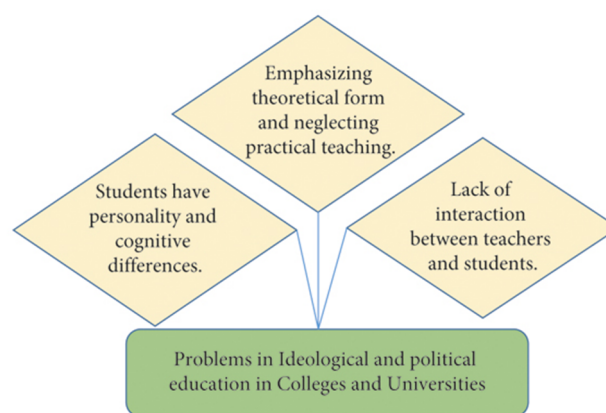 Emphasizing
theoretical form
and neglecting
practical teaching.
Students have
personality and
cognitive
differences.
Lack of
interaction
between teachers
and students.
Problems in Ideological and political
education in Colleges and Universities